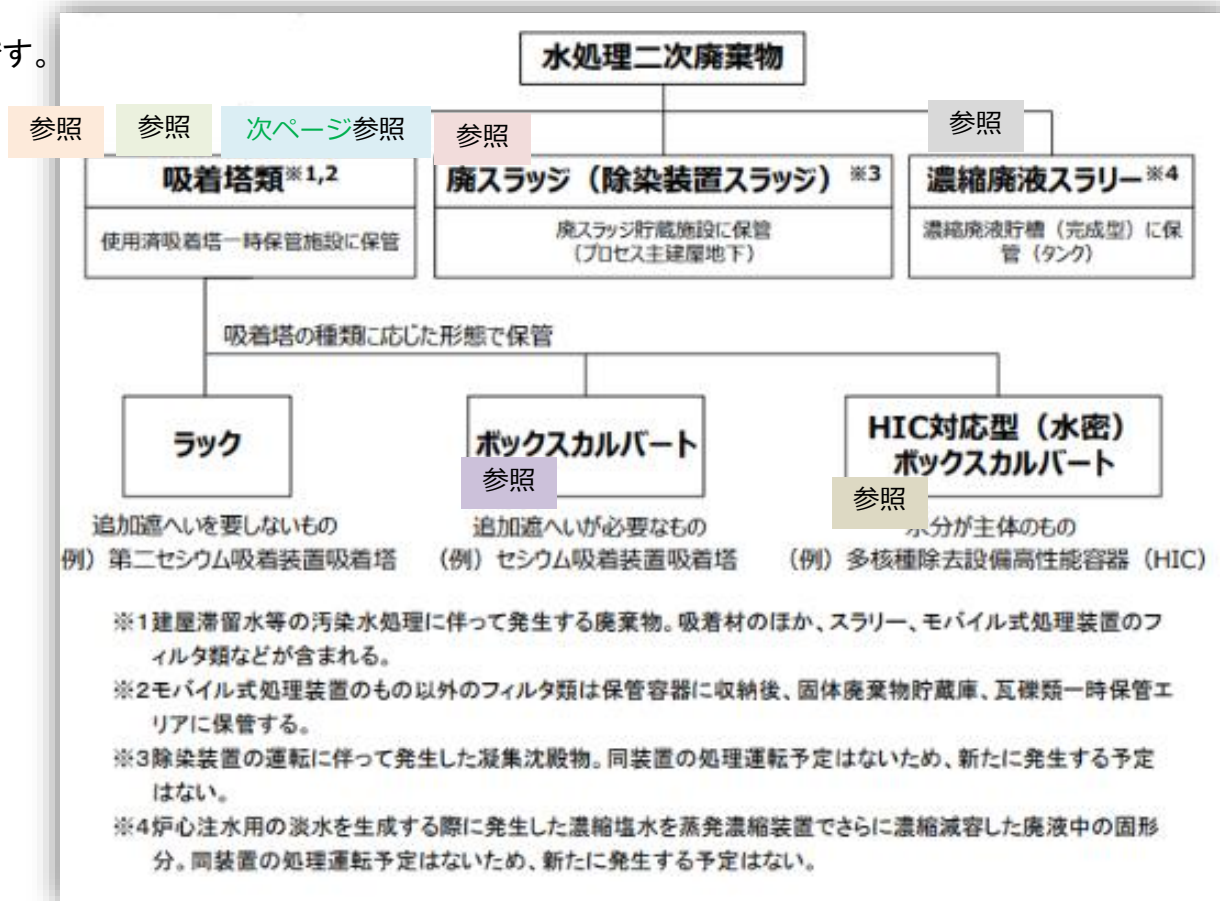 す。
水処理二次廃棄物
参照
参照
次ページ参照
参照
参照
吸着塔類※1,2
使用済吸着塔一時保管施設に保管
廃スラッジ（除染装置スラッジ）※3
廃スラッジ貯蔵施設に保管
（プロセス主建屋地下）
濃縮廃液スラリー※4
濃縮廃液貯槽（完成型）に保
管（タンク）
吸着塔の種類に応じた形態で保管
ラック
ボックスカルバート
参照
HIC対応型（水密）
ボックスカルバート
参照
追加遮へいを要しないもの
例）第二セシウム吸着装置吸着塔
追加遮へいが必要なもの
（例）セシウム吸着装置吸着塔
水分が主体のもの
（例）多核種除去設備高性能容器（HIC）
※1建屋滞留水等の汚染水処理に伴って発生する廃棄物。吸着材のほか、スラリー、モバイル式処理装置のフ
ィルタ類などが含まれる。
※2モバイル式処理装置のもの以外のフィルタ類は保管容器に収納後、固体廃棄物貯蔵庫、瓦礫類一時保管エ
リアに保管する。
※3除染装置の運転に伴って発生した凝集沈殿物。同装置の処理運転予定はないため、新たに発生する予定
はない。
※4炉心注水用の淡水を生成する際に発生した濃縮塩水を蒸発濃縮装置でさらに濃縮減容した廃液中の固形
分。同装置の処理運転予定はないため、新たに発生する予定はない。